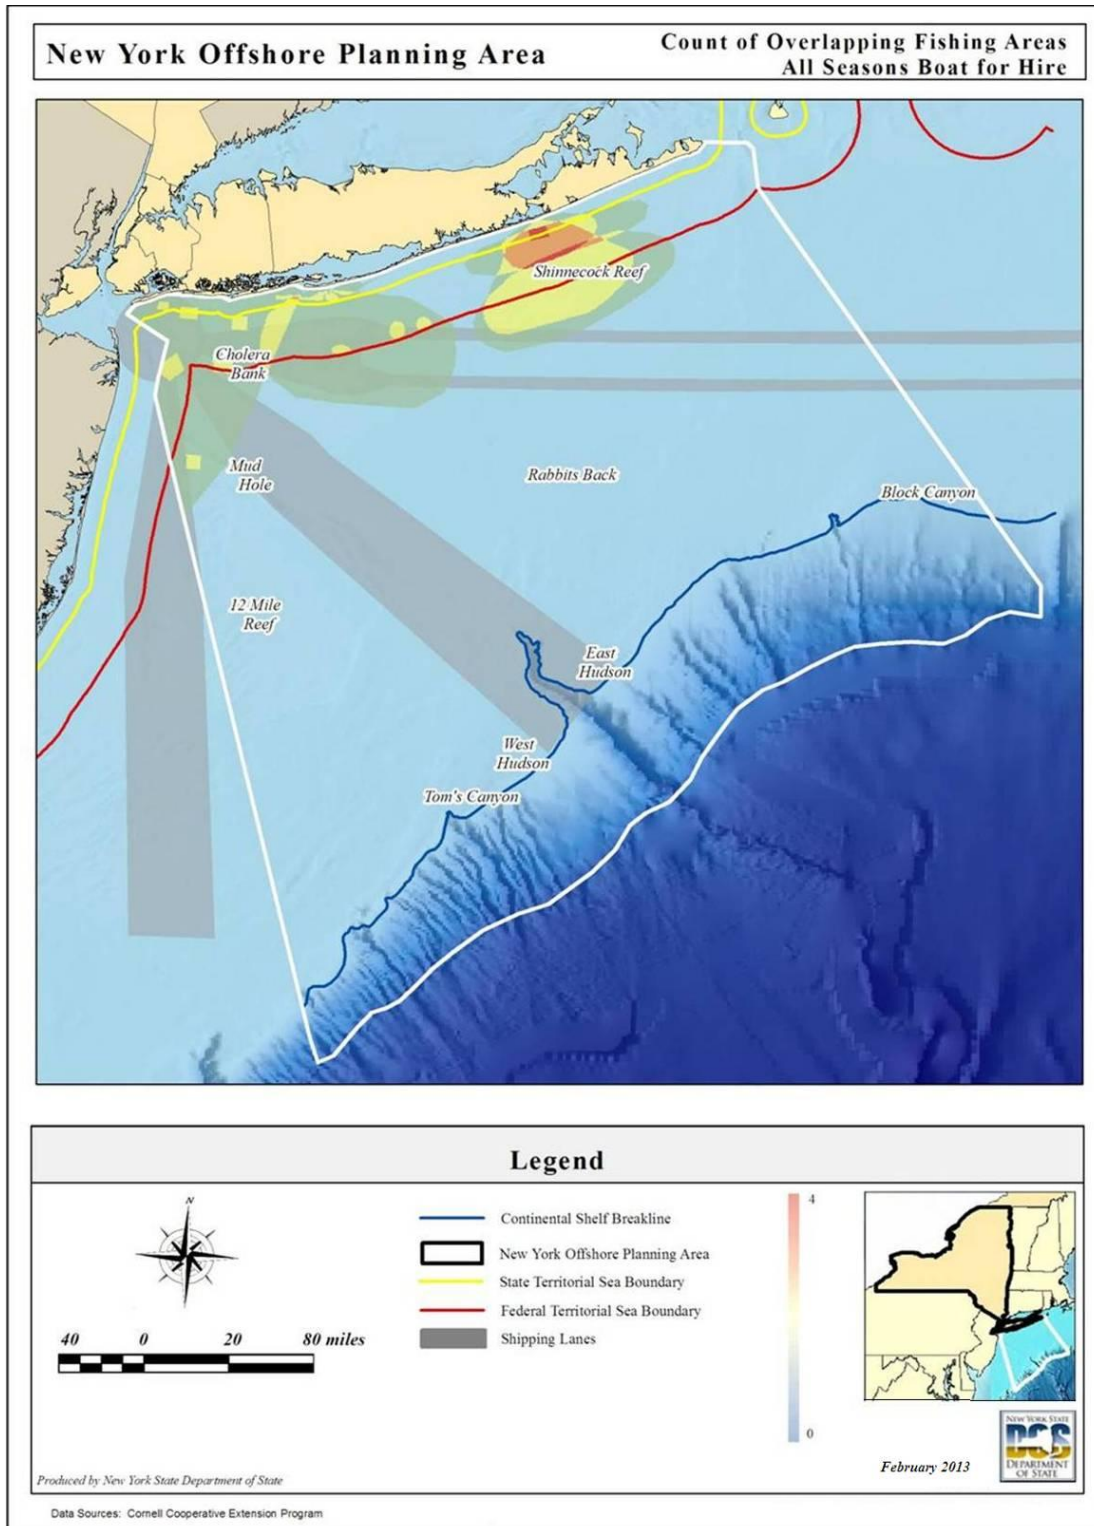 New York Offshore Planning Area
Count of Overlapping Fishing Areas
All Seasons Boat for Hire
Shinnecock Reef
Cholera
Bank
Mud
Hole
Rabbits Back
Block Canyon
12 Mile
Reef
East
Hudson
West
Hudson
Tom's Canyon
Legend
N
40 0 20 80 miles
Continental Shelf Breakline
New York Offshore Planning Area
State Territorial Sea Boundary
Federal Territorial Sea Boundary
Shipping Lanes
4
0
February 2013
NEW YORK STATE
DOS
DEPARTMENT
OF STATE
Produced by New York State Department of State
Data Sources: Cornell Cooperative Extension Program